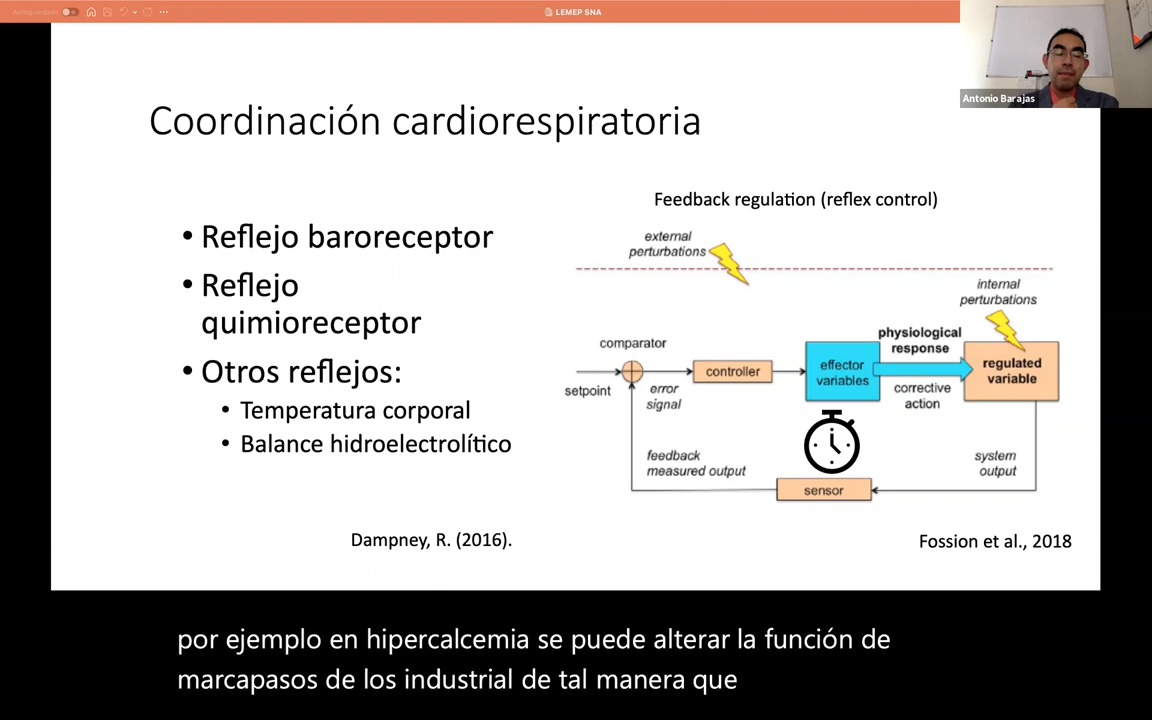 Autoguardado
LEMEP SNA
Antonio Barajas
Coordinación cardiorespiratoria
• Reflejo baroreceptor
• Reflejo
quimioreceptor
• Otros reflejos:
• Temperatura corporal
• Balance hidroelectrolítico
Dampney, R. (2016).
Feedback regulation (reflex control)
external
perturbations
internal
perturbations
comparator
setpoint
error
signal
controller
effector
variables
physiological
response
corrective
action
regulated
variable
feedback
measured output
sensor
system
output
Fossion et al., 2018
por ejemplo en hipercalcemia se puede alterar la función de
marcapasos de los industrial de tal manera que